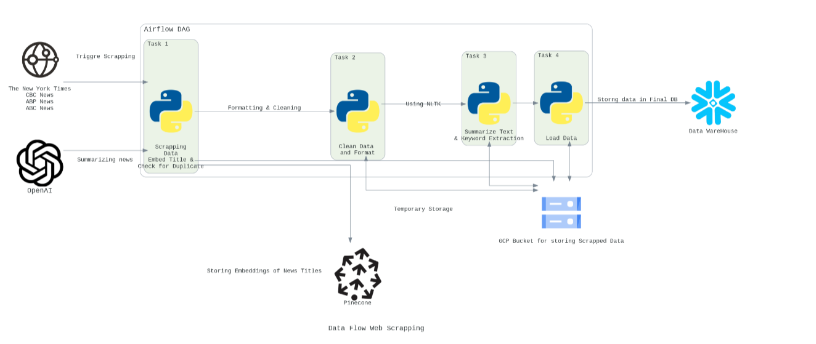 Airflow DAG
Task 1
Task 2
Task 3
Task 4
Triggre Scrapping
The New York Times
CBC News
ABP News
ABC News
Formatting & Cleaning
Using NLTK
Storng data in Final DB
Data WareHouse
Scrapping
Data
Embed Title &
Check for Duplicate
Clean Data
and Format
Summarize Text
& Keyword Extraction
Load Data
Summarizing news
OpenAI
Temporary Storage
GCP Bucket for storing Scrapped Data
Storing Embeddings of News Titles
Pinecone
Data Flow Web Scrapping